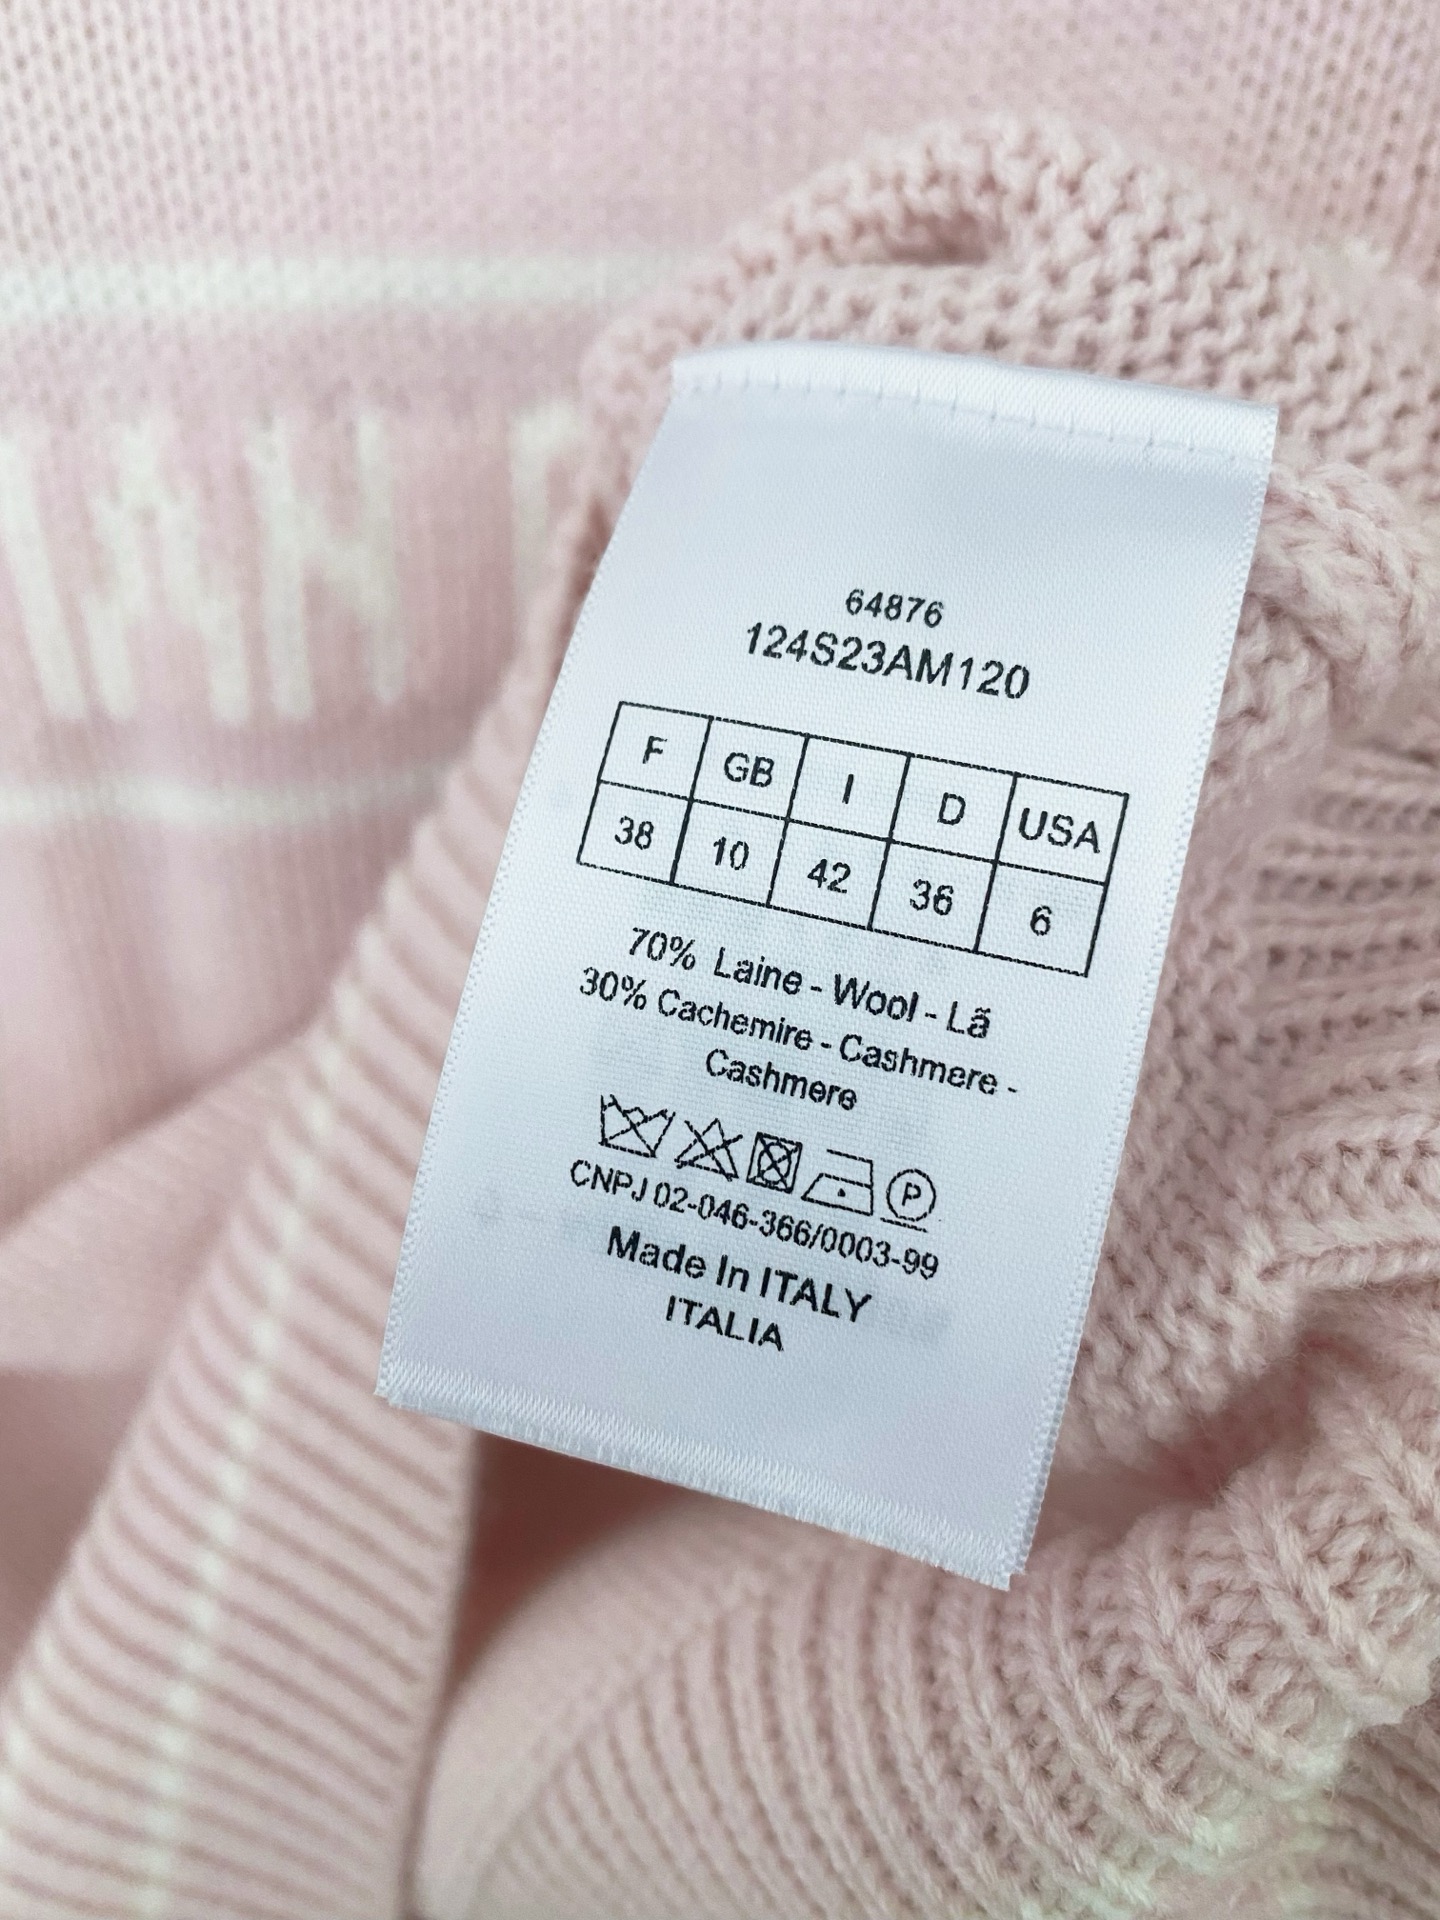 64876
124S23AM120
F GB I D USA
38 10 42 36 6
70% Laine - Wool - Lã
30% Cachemire - Cashmere -
Cashmere
P
CNPJ 02-046-366/0003-99
Made In ITALY
ITALIA